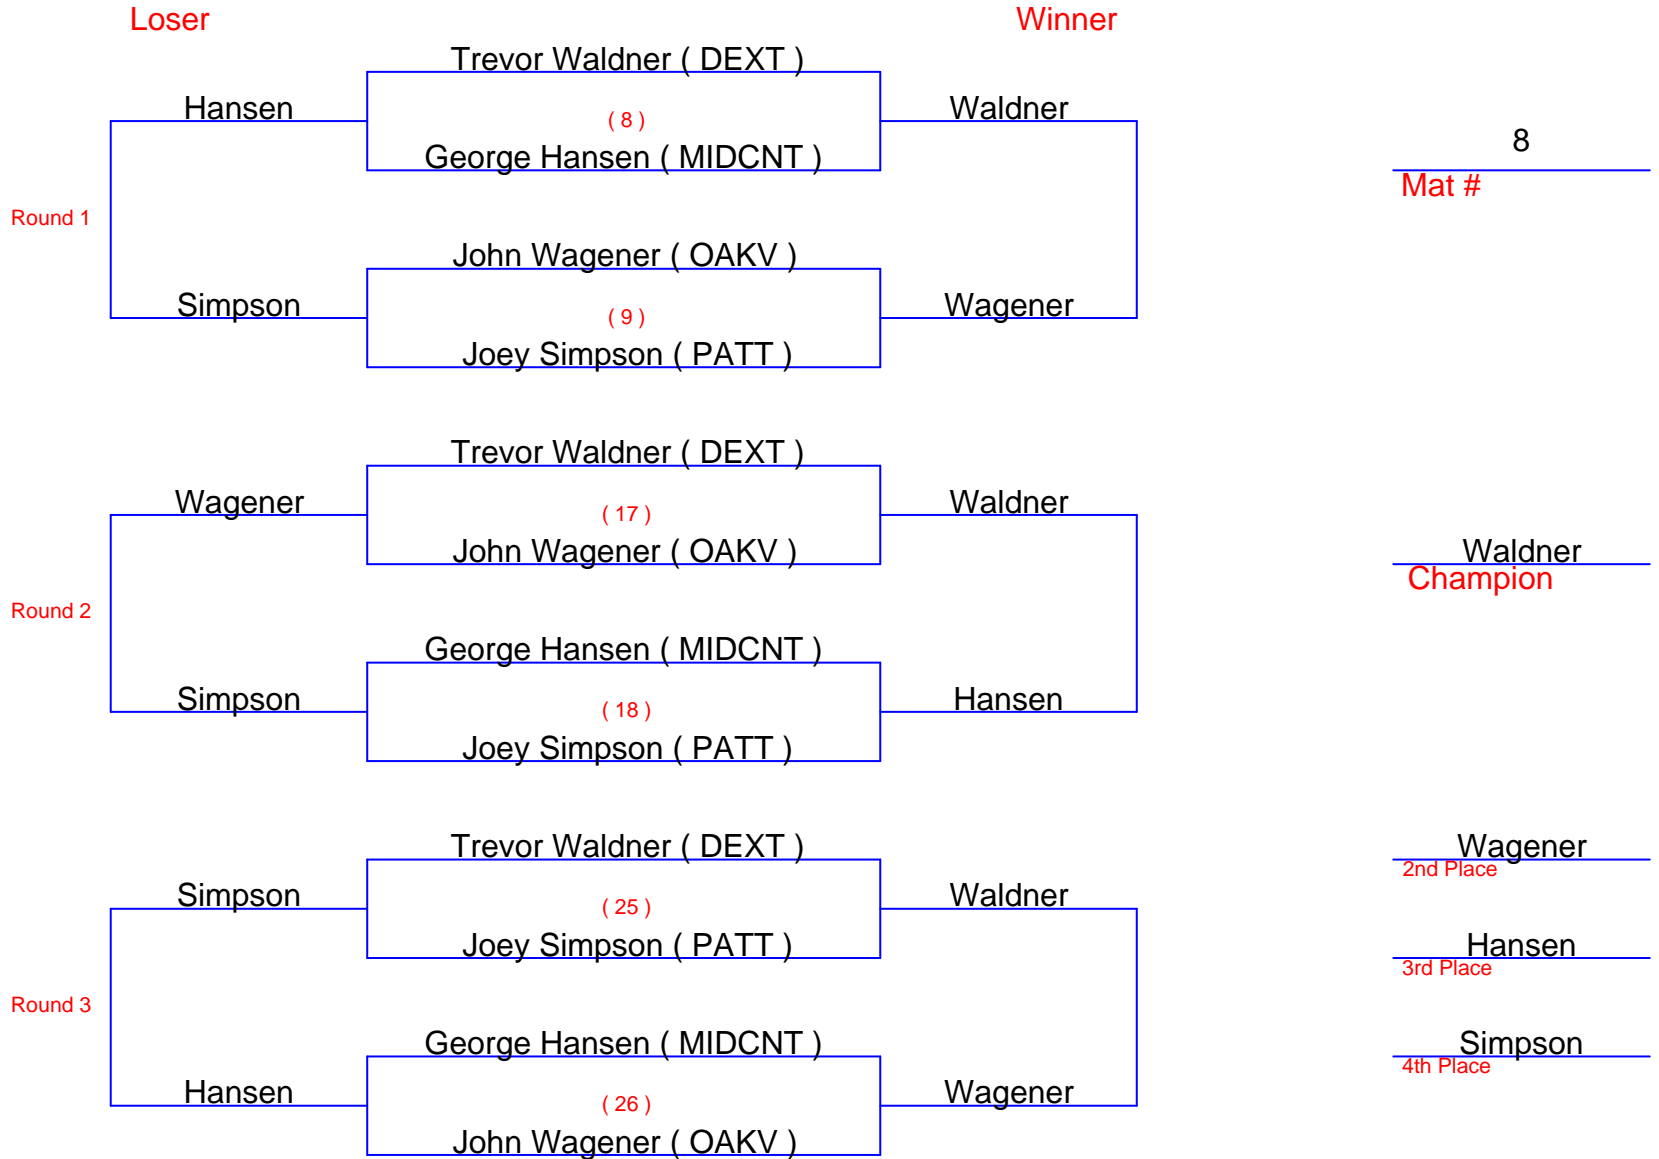 Loser
Winner
Trevor Waldner ( DEXT )
Hansen
( 8 )
Waldner
George Hansen ( MIDCNT )
8
Mat #
Round 1
John Wagener ( OAKV )
Simpson
( 9 )
Wagener
Joey Simpson ( PATT )
Trevor Waldner ( DEXT )
Wagener
( 17 )
Waldner
John Wagener ( OAKV )
Waldner
Champion
Round 2
George Hansen ( MIDCNT )
Simpson
( 18 )
Hansen
Joey Simpson ( PATT )
Trevor Waldner ( DEXT )
Wagener
2nd Place
Simpson
( 25 )
Waldner
Joey Simpson ( PATT )
Hansen
3rd Place
Round 3
George Hansen ( MIDCNT )
Simpson
4th Place
Hansen
( 26 )
Wagener
John Wagener ( OAKV )